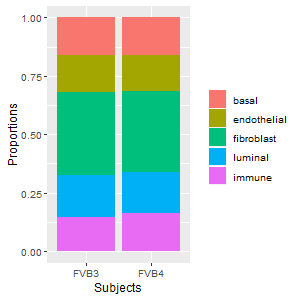 1.00
0.75
0.50
0.25
0.00
Proportions
FVB3 FVB4
Subjects
basal
endothelial
fibroblast
luminal
immune